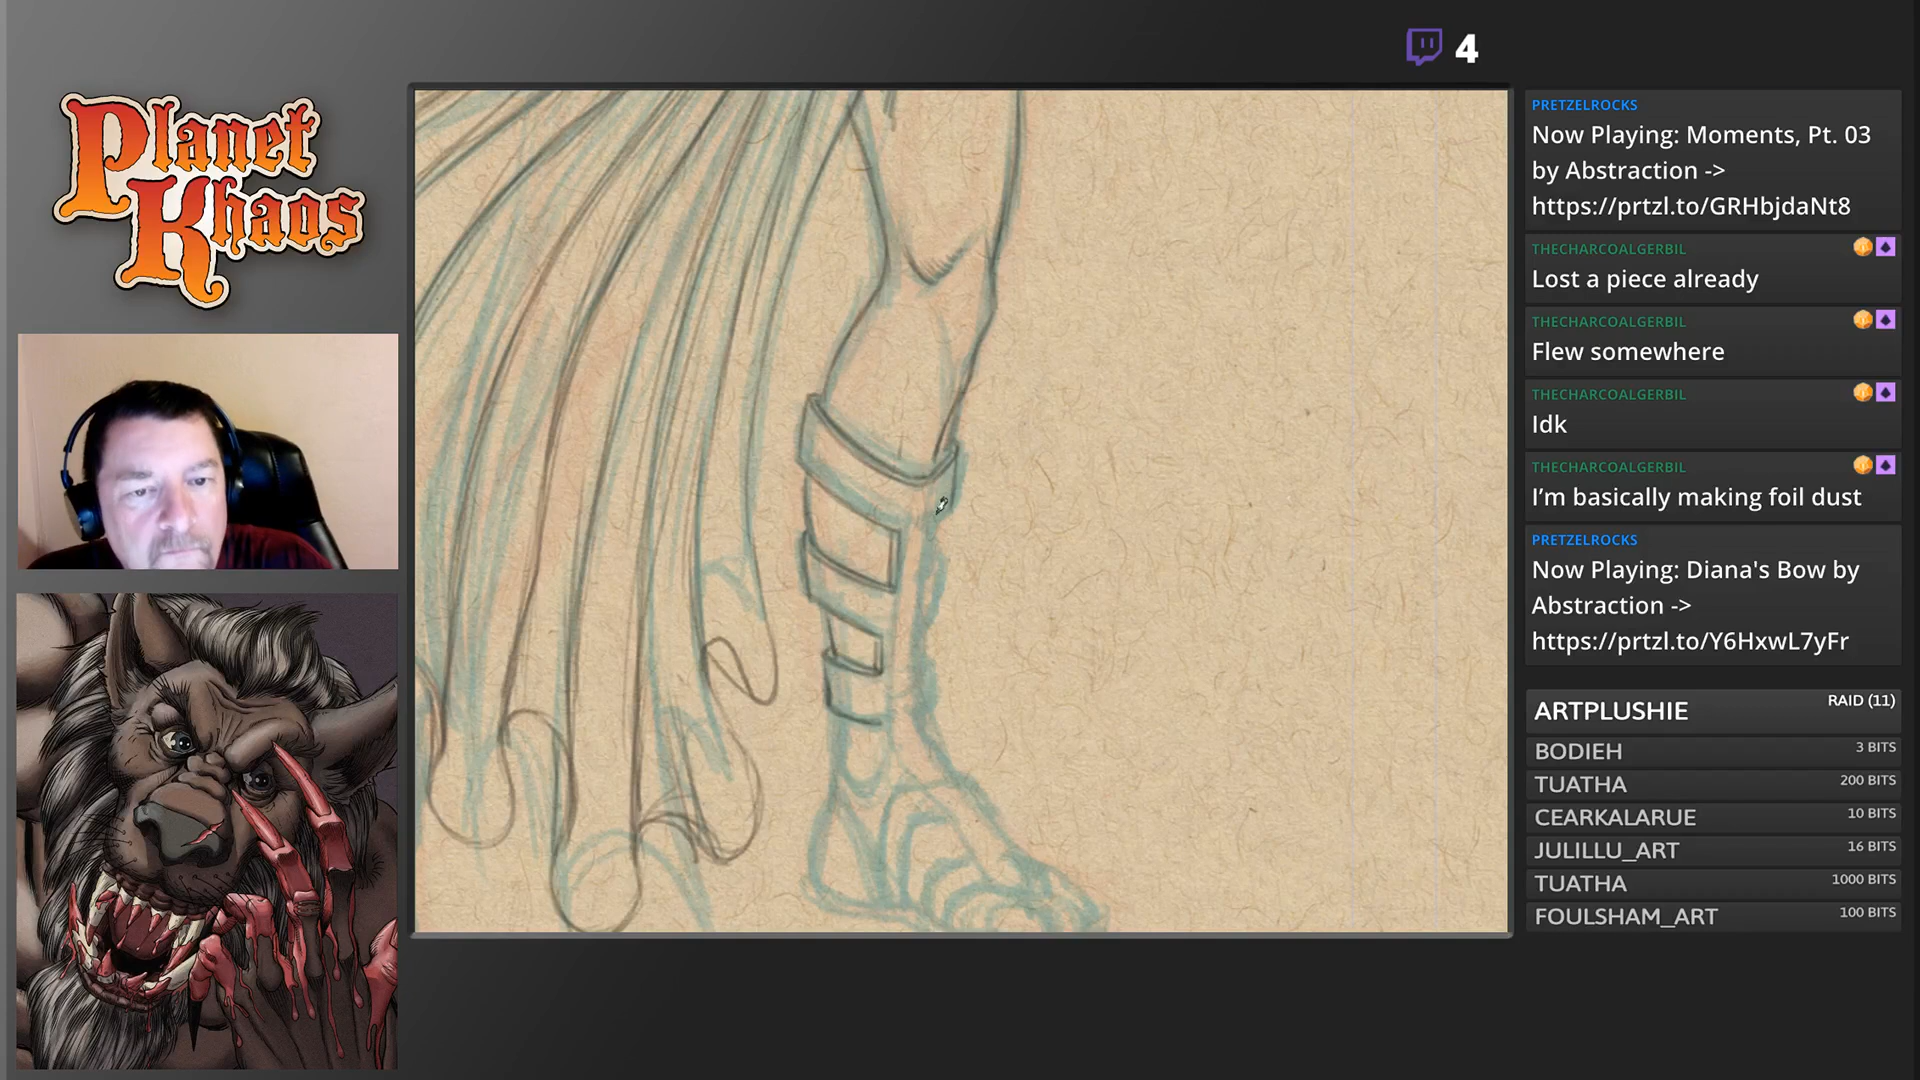 4
Planet
Khaos
PRETZELROCKS
Now Playing: Moments, Pt. 03
by Abstraction ->
https://prtzl.to/GRHbjdaNt8
THECHARCOALGERBIL
Lost a piece already
THECHARCOALGERBIL
Flew somewhere
THECHARCOALGERBIL
Idk
THECHARCOALGERBIL
I’m basically making foil dust
PRETZELROCKS
Now Playing: Diana's Bow by
Abstraction ->
https://prtzl.to/Y6HxwL7yFr
ARTPLUSHIE RAID (11)
BODIEH 3 BITS
TUATHA 200 BITS
CEARKALARUE 10 BITS
JULILLU_ART 16 BITS
TUATHA 1000 BITS
FOULSHAM_ART 100 BITS